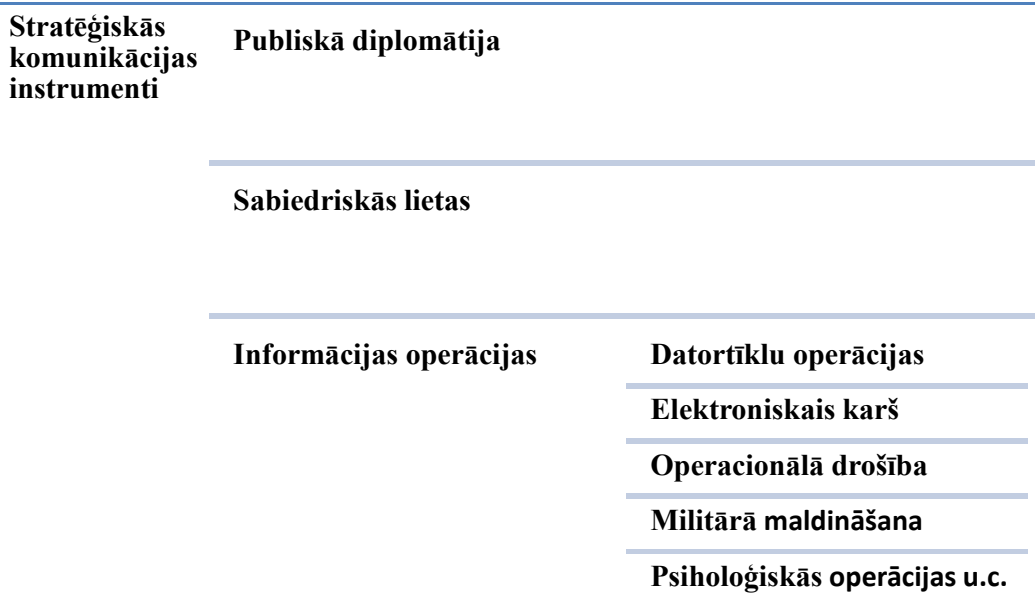 Stratēģiskās
komunikācijas
instrumenti
Publiskā diplomātija
Sabiedriskās lietas
Informācijas operācijas
Datortīklu operācijas
Elektroniskais karš
Operacionālā drošība
Militārā maldināšana
Psiholoģiskās operācijas u.c.